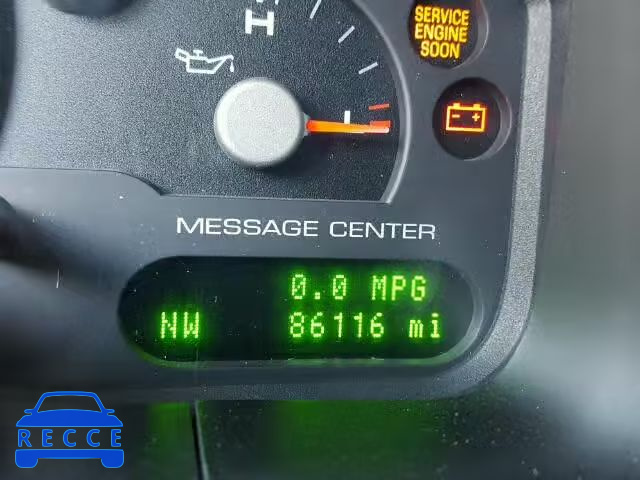 H
SERVICE
ENGINE
SOON
L
MESSAGE CENTER
0.0 MPG
NW 86116 mi
RECCE